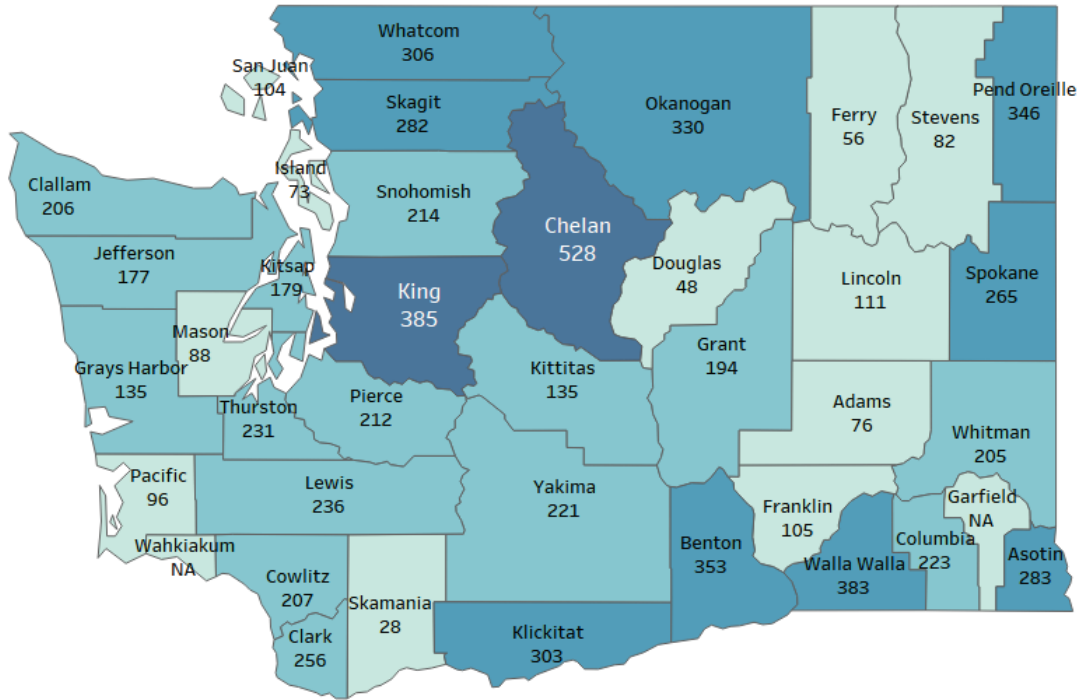 Whatcom
306
San Juan
104
Skagit
282
Okanogan
330
Ferry
56
Stevens
82
Pend Oreille
346
Island
73
Clallam
206
Snohomish
214
Chelan
528
Jefferson
177
Kitsap
179
King
385
Douglas
48
Lincoln
111
Spokane
265
Mason
88
Grays Harbor
135
Thurston
231
Pierce
212
Kittitas
135
Grant
194
Adams
76
Whitman
205
Pacific
96
Lewis
236
Yakima
221
Franklin
105
Garfield
NA
Wahkiakum
NA
Cowlitz
207
Skamania
28
Benton
353
Walla Walla
383
Columbia
223
Asotin
283
Clark
256
Klickitat
303